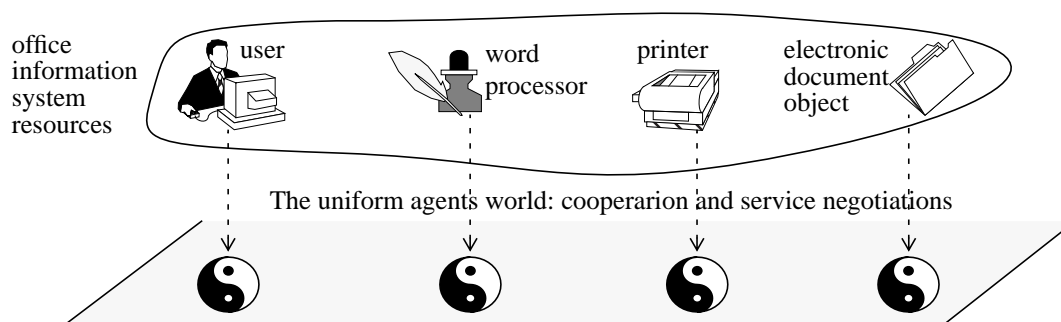 office
information
system
resources
user
word
processor
printer
electronic
document
object
The uniform agents world: cooperarion and service negotiations